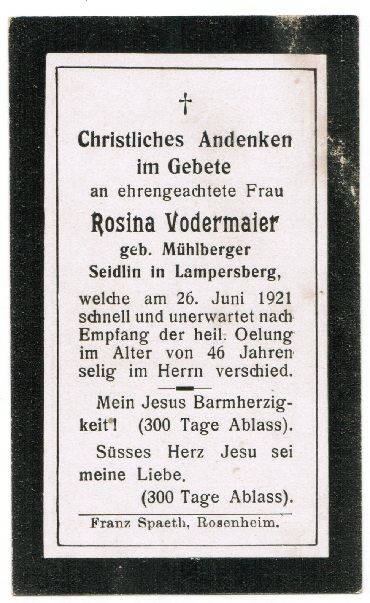 †
Christliches Andenken
im Gebete
an ehrengeachtete Frau
Rosina Vodermaier
geb. Mühlberger
Seidlin in Lampersberg,
welche am 26. Juni 1921
schnell und unerwartet nach
Empfang der heil. Oelung
im Alter von 46 Jahren
selig im Herrn verschied.
Mein Jesus Barmherzig-
keit! (300 Tage Ablass).
Süsses Herz Jesu sei
meine Liebe.
(300 Tage Ablass).
Franz Spaeth, Rosenheim.